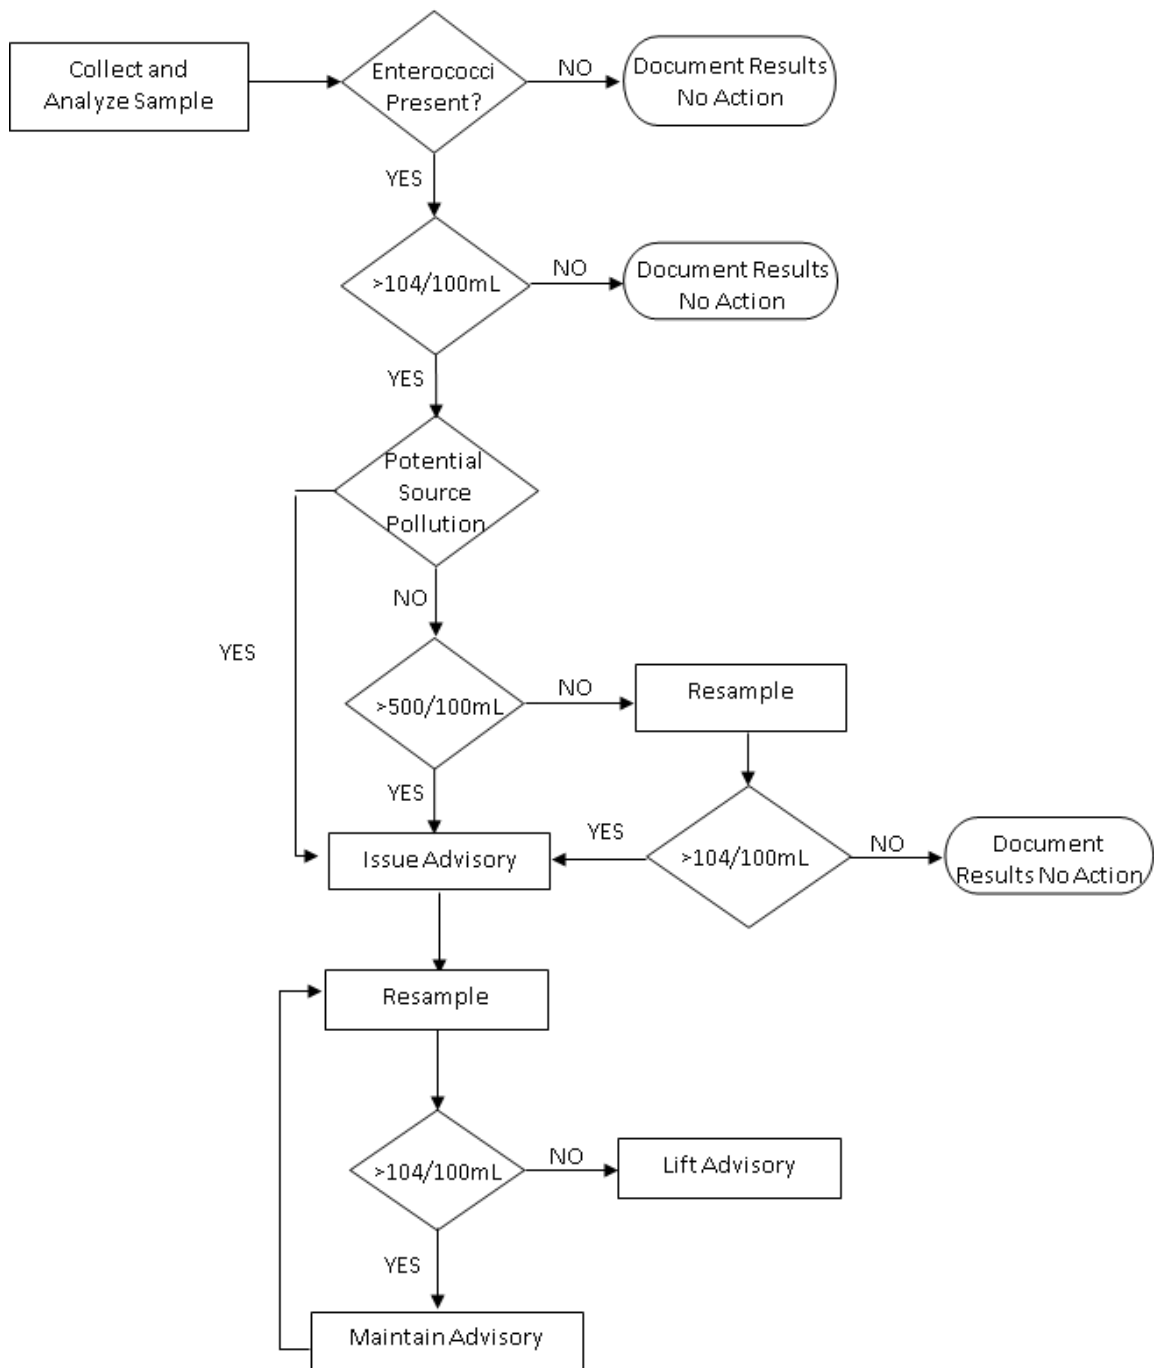 Collect and
Analyze Sample
Enterococci
Present?
NO
Document Results
No Action
YES
>104/100mL
NO
Document Results
No Action
YES
Potential
Source
Pollution
NO
YES
>500/100mL
NO
Resample
YES
Issue Advisory
YES
>104/100mL
NO
Document
Results No Action
Resample
>104/100mL
NO
Lift Advisory
YES
Maintain Advisory